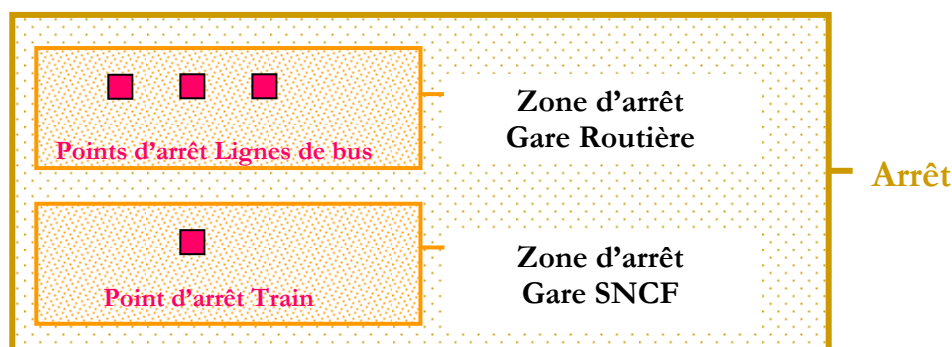 Zone d'arrêt
Gare Routière
Points d'arrêt Lignes de bus
Arrêt
Zone d'arrêt
Gare SNCF
Point d'arrêt Train